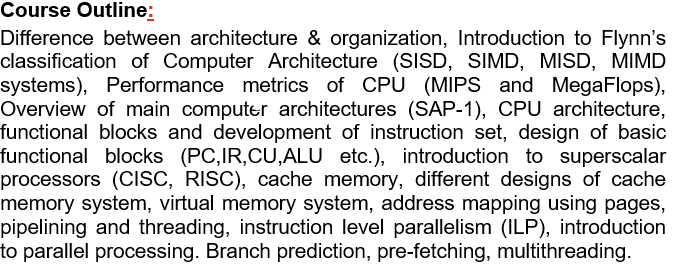 Course Outline:
Difference between architecture & organization, Introduction to Flynn's
classification of Computer Architecture (SISD, SIMD, MISD, MIMD
systems), Performance metrics of CPU (MIPS and MegaFlops),
Overview of main computer architectures (SAP-1), CPU architecture,
functional blocks and development of instruction set, design of basic
functional blocks (PC,IR,CU,ALU etc.), introduction to superscalar
processors (CISC, RISC), cache memory, different designs of cache
memory system, virtual memory system, address mapping using pages,
pipelining and threading, instruction level parallelism (ILP), introduction
to parallel processing. Branch prediction, pre-fetching, multithreading.